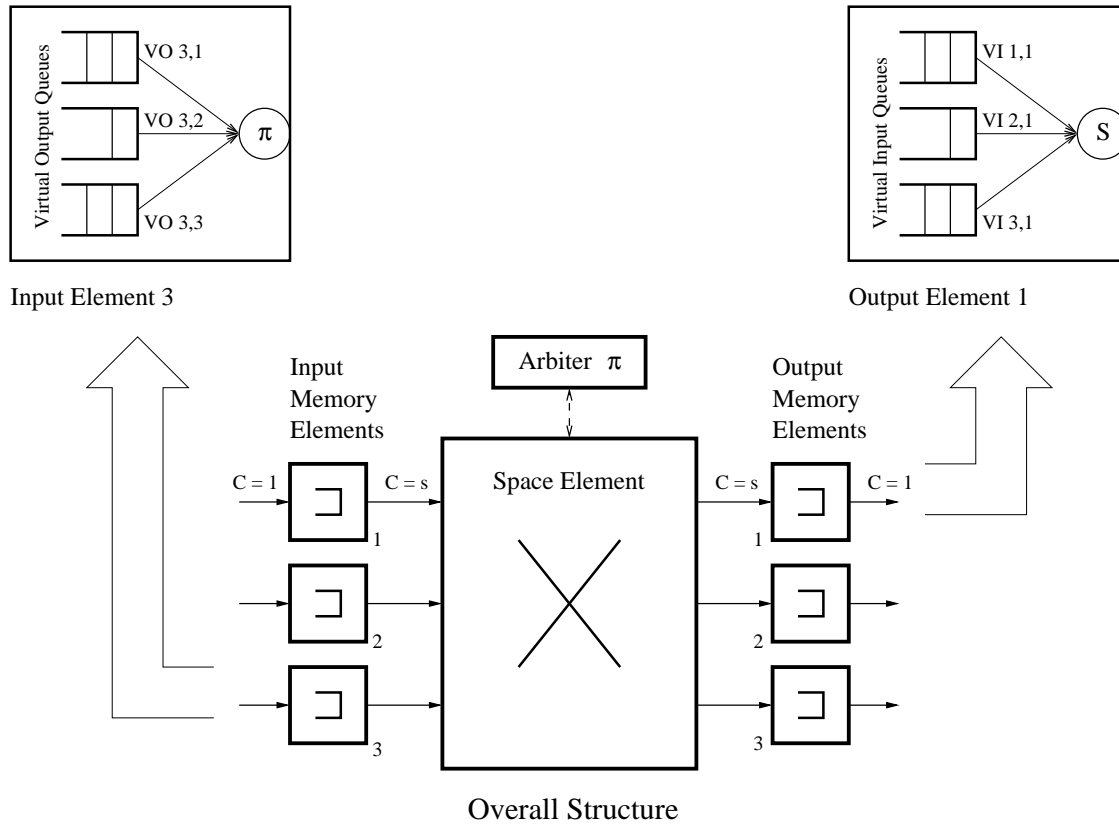 Virtual Output Queues
VO 3,1
VO 3,2
VO 3,3
π
Input Element 3
Virtual Input Queues
VI 1,1
VI 2,1
VI 3,1
S
Output Element 1
Arbiter π
Input
Memory
Elements
Output
Memory
Elements
C = 1
C = s
Space Element
C = s
C = 1
1
1
2
2
3
3
Overall Structure